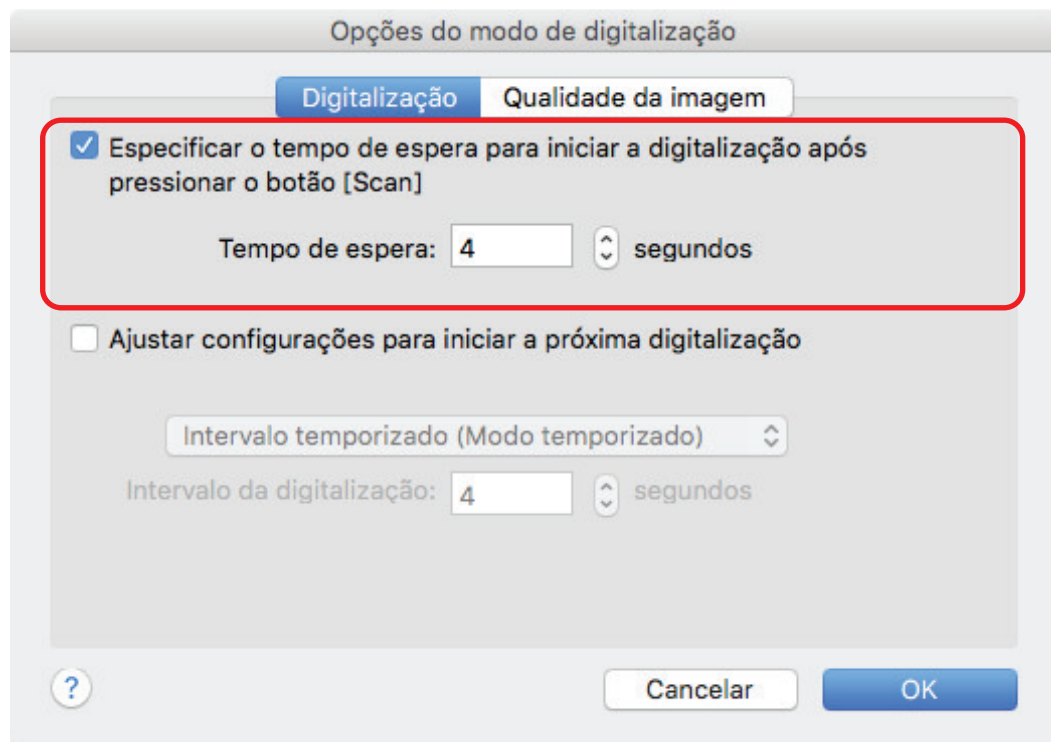 Opções do modo de digitalização
Digitalização Qualidade da imagem
Especificar o tempo de espera para iniciar a digitalização após
pressionar o botão [Scan]
Tempo de espera: 4 segundos
Ajustar configurações para iniciar a próxima digitalização
Intervalo temporizado (Modo temporizado)
Intervalo da digitalização: 4 segundos
? Cancelar OK